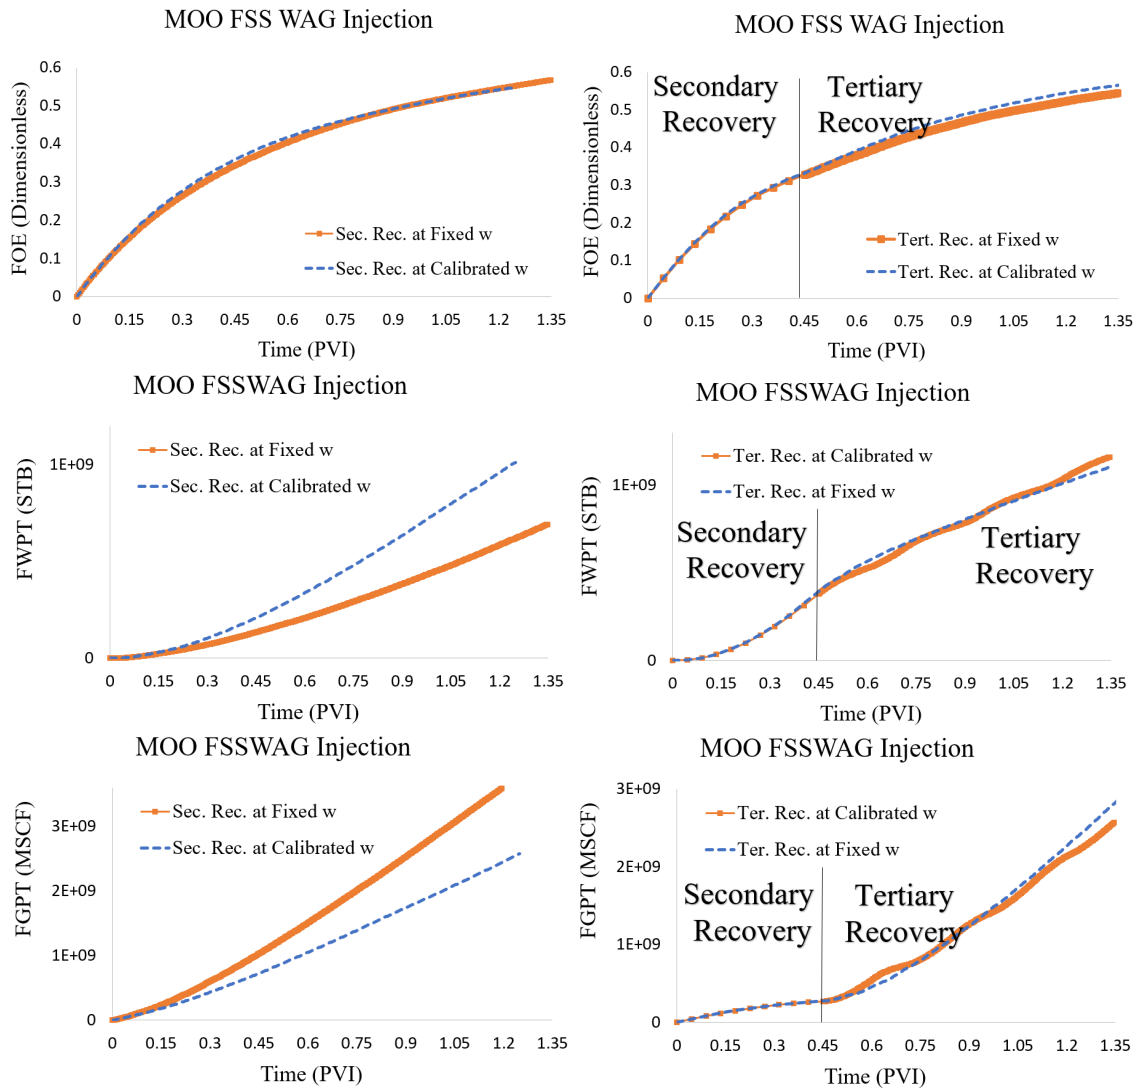 MOO FSS WAG Injection
FOE (Dimensionless)
0.6
0.5
0.4
0.3
0.2
0.1
0
Sec. Rec. at Fixed w
Sec. Rec. at Calibrated w
0 0.15 0.3 0.45 0.6 0.75 0.9 1.05 1.2 1.35
Time (PVI)
MOO FSS WAG Injection
FOE (Dimensionless)
0.6
0.5
0.4
0.3
0.2
0.1
0
Secondary
Recovery
Tertiary
Recovery
Tert. Rec. at Fixed w
Tert. Rec. at Calibrated w
0 0.15 0.3 0.45 0.6 0.75 0.9 1.05 1.2 1.35
Time (PVI)
MOO FSSWAG Injection
FWPT (STB)
1E+09
0
Sec. Rec. at Fixed w
Sec. Rec. at Calibrated w
0 0.15 0.3 0.45 0.6 0.75 0.9 1.05 1.2 1.35
Time (PVI)
MOO FSSWAG Injection
FWPT (STB)
1E+09
0
Ter. Rec. at Calibrated w
Ter. Rec. at Fixed w
Secondary
Recovery
Tertiary
Recovery
0 0.15 0.3 0.45 0.6 0.75 0.9 1.05 1.2 1.35
Time (PVI)
MOO FSSWAG Injection
FGPT (MSCF)
3E+09
2E+09
1E+09
0
Sec. Rec. at Fixed w
Sec. Rec. at Calibrated w
0 0.15 0.3 0.45 0.6 0.75 0.9 1.05 1.2 1.35
Time (PVI)
MOO FSSWAG Injection
FGPT (MSCF)
3E+09
2E+09
1E+09
0
Ter. Rec. at Calibrated w
Ter. Rec. at Fixed w
Secondary
Recovery
Tertiary
Recovery
0 0.15 0.3 0.45 0.6 0.75 0.9 1.05 1.2 1.35
Time (PVI)